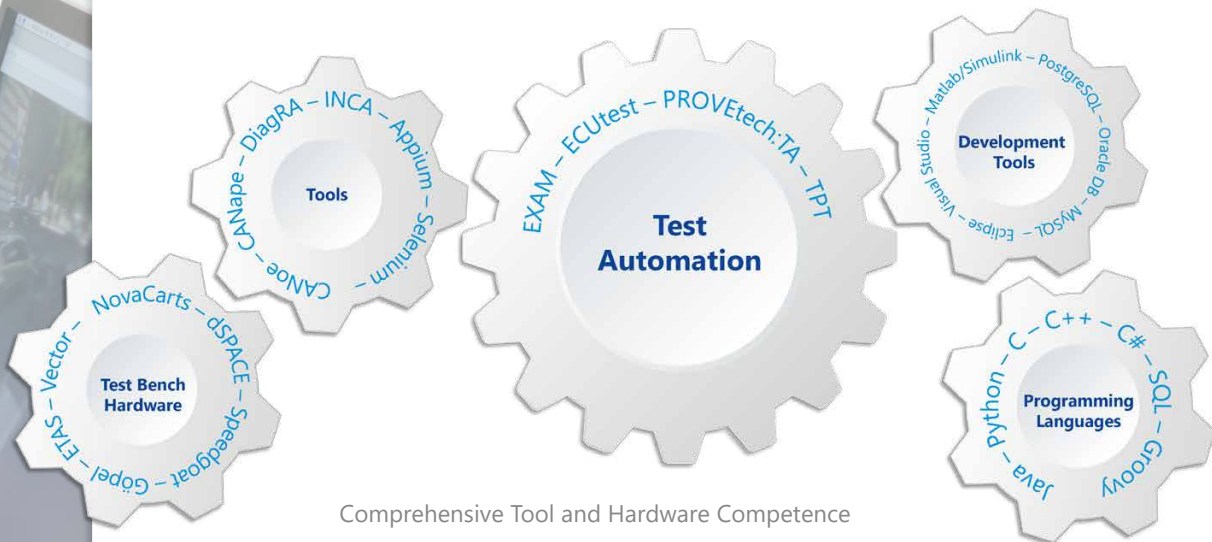 CANoe – CANape – DiagRA – INCA – Appium – Selenium –
Tools
EXAM – ECUtest – PROVEtech:TA – TPT
Test
Automation
Visual Studio – Matlab/Simulink – PostgreSQL – Oracle DB – MySQL – Eclipse –
Development
Tools
NovaCarts – dSPACE – Speedgoat – Göpel – ETAS – Vector –
Test Bench
Hardware
Java – Python – C – C++ – C# – SQL – Groovy
Programming
Languages
Comprehensive Tool and Hardware Competence